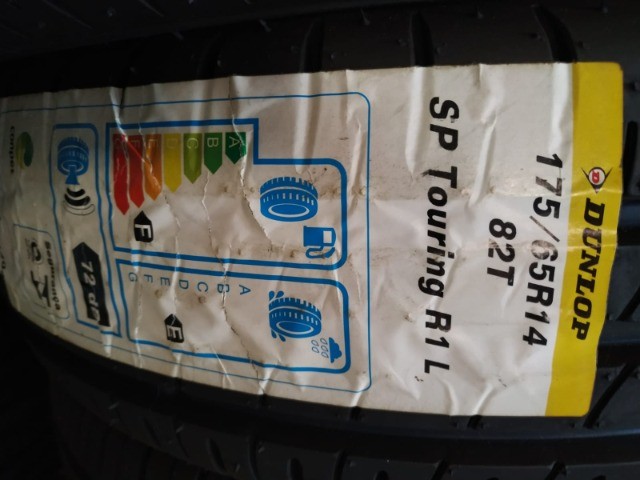 DUNLOP
175/65R14
82T
SP Touring R1 L
A
B
C
F
A
B
C
D
E
F
G
E
72 dB